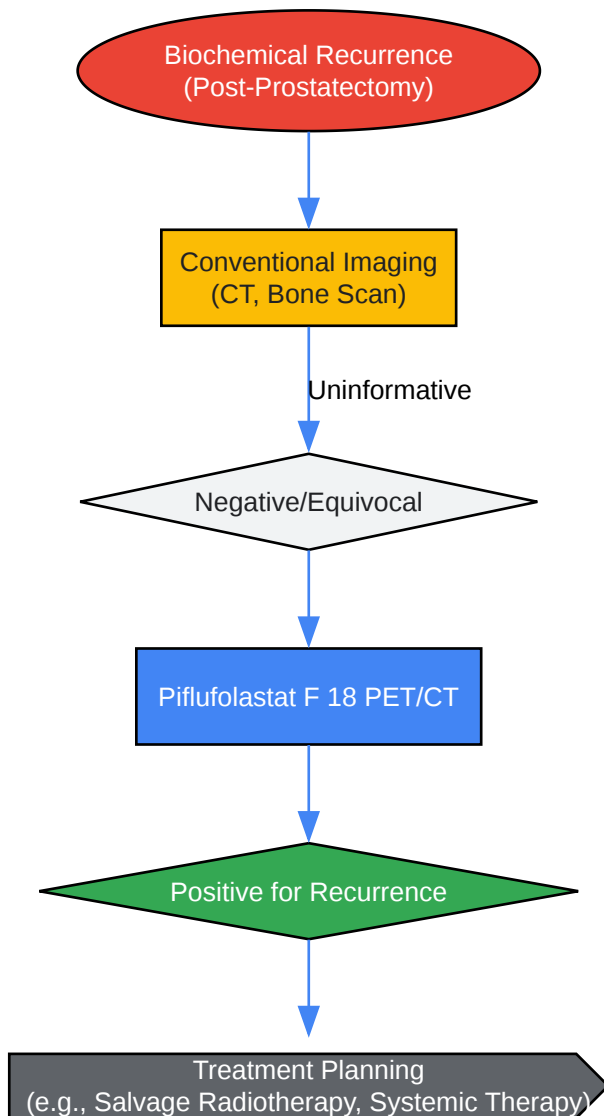 Biochemical Recurrence
(Post-Prostatectomy)
Conventional Imaging
(CT, Bone Scan)
Uninformative
Negative/Equivocal
Piflufolastat F 18 PET/CT
Positive for Recurrence
Treatment Planning
(e.g., Salvage Radiotherapy, Systemic Therapy)